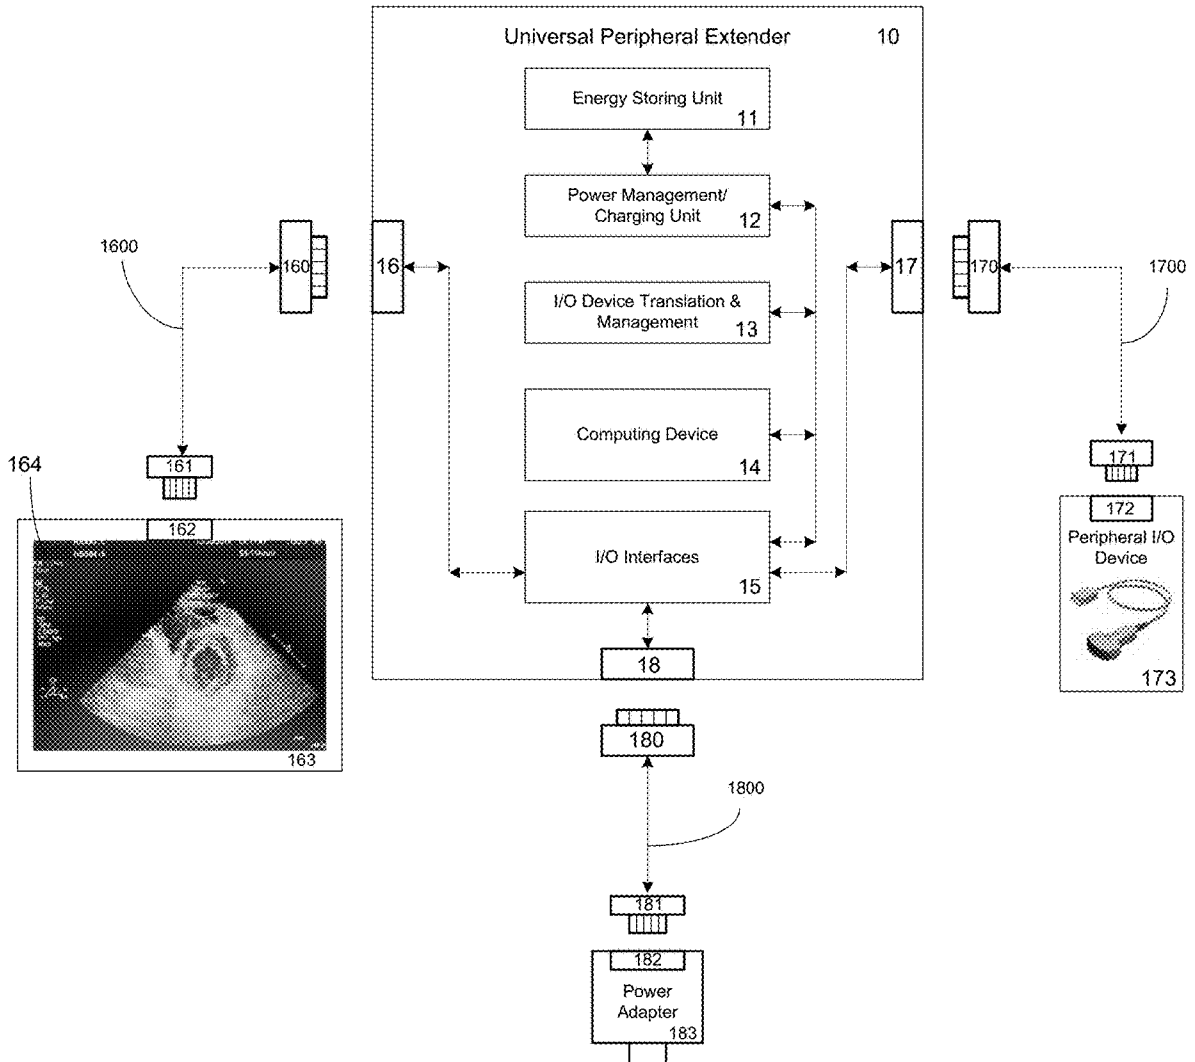 Universal Peripheral Extender 10
Energy Storing Unit
11
Power Management/
Charging Unit
12
1600
160
16
17
170
1700
I/O Device Translation &
Management
13
Computing Device
14
164
161
171
162
172
I/O Interfaces
15
Peripheral I/O
Device
173
18
163
180
1800
181
182
Power
Adapter
183